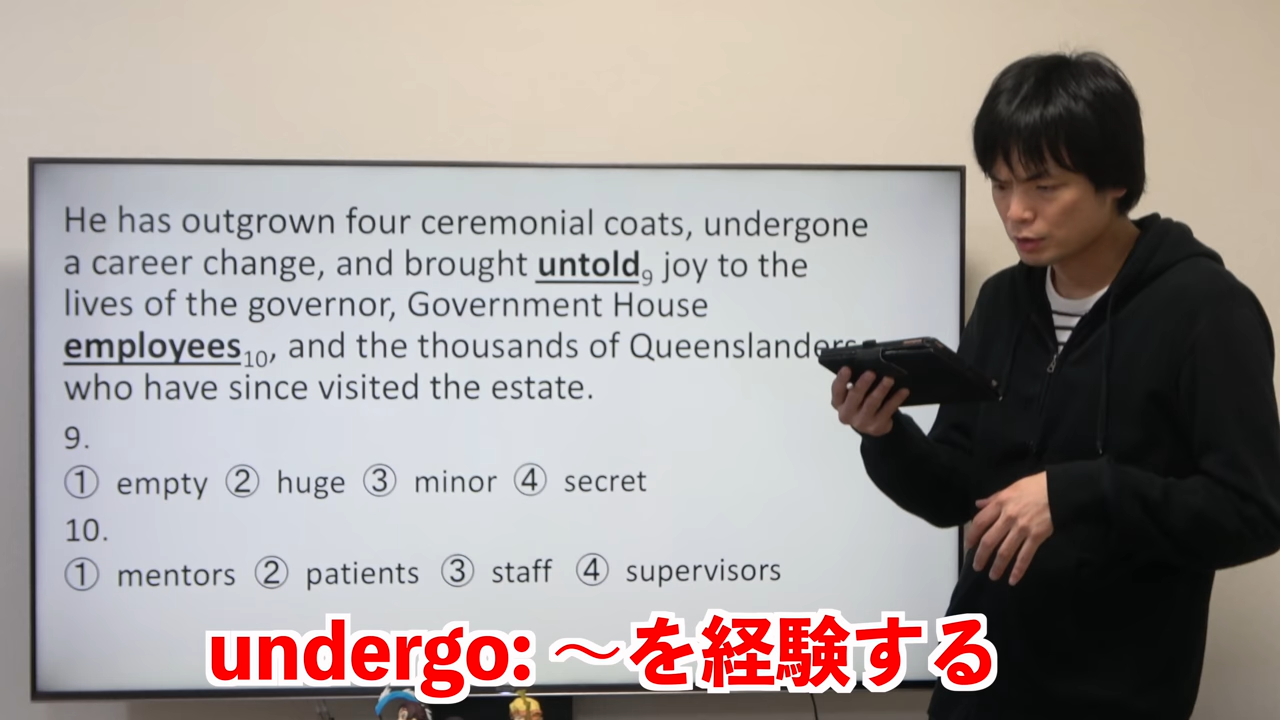 He has outgrown four ceremonial coats, undergone
a career change, and brought untold9 joy to the
lives of the governor, Government House
employees10, and the thousands of Queenslanders
who have since visited the estate.
9.
① empty ② huge ③ minor ④ secret
10.
① mentors ② patients ③ staff ④ supervisors
undergo: ～を経験する